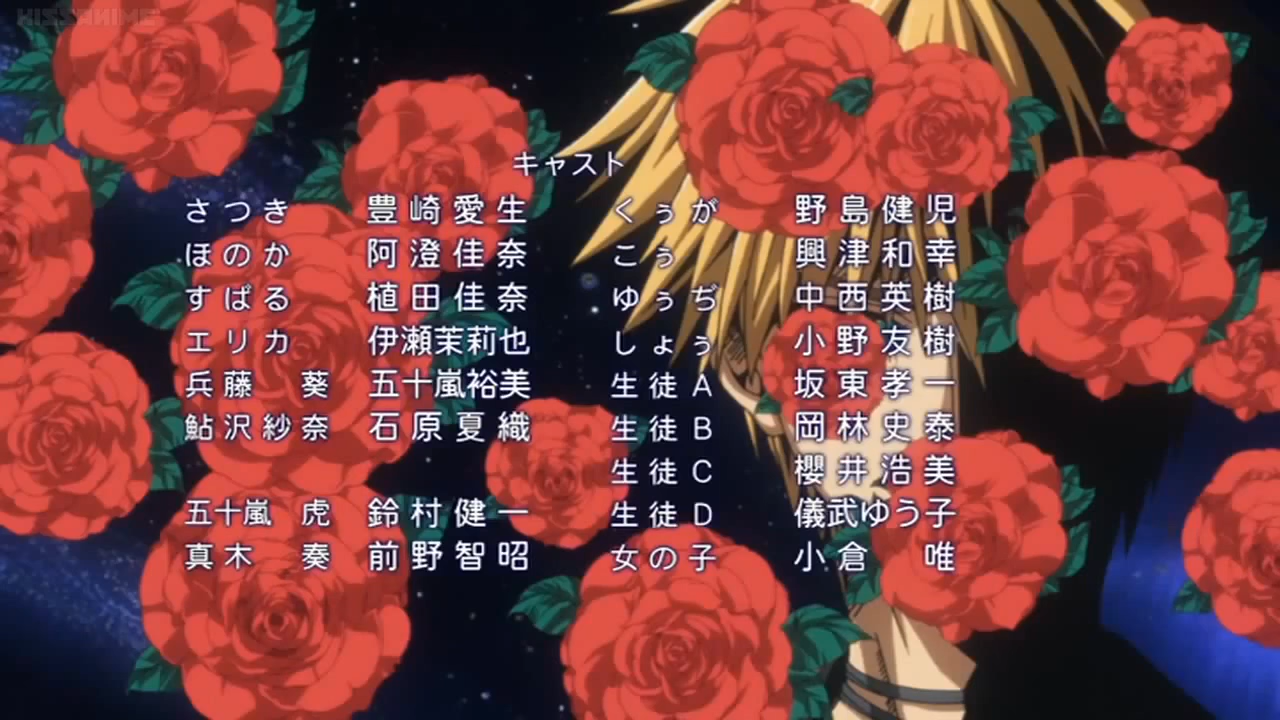 KISSANIME
キャスト
さつき 豊崎愛生 くぅが 野島健児
ほのか 阿澄佳奈 こぅ 興津和幸
すばる 植田佳奈 ゆぅぢ 中西英樹
エリカ 伊瀬茉莉也 しょぅ 小野友樹
兵藤 葵 五十嵐裕美 生徒A 坂東孝一
鮎沢紗奈 石原夏織 生徒B 岡林史泰
生徒C 櫻井浩美
五十嵐 虎 鈴村健一 生徒D 儀武ゆう子
真木 奏 前野智昭 女の子 小倉 唯